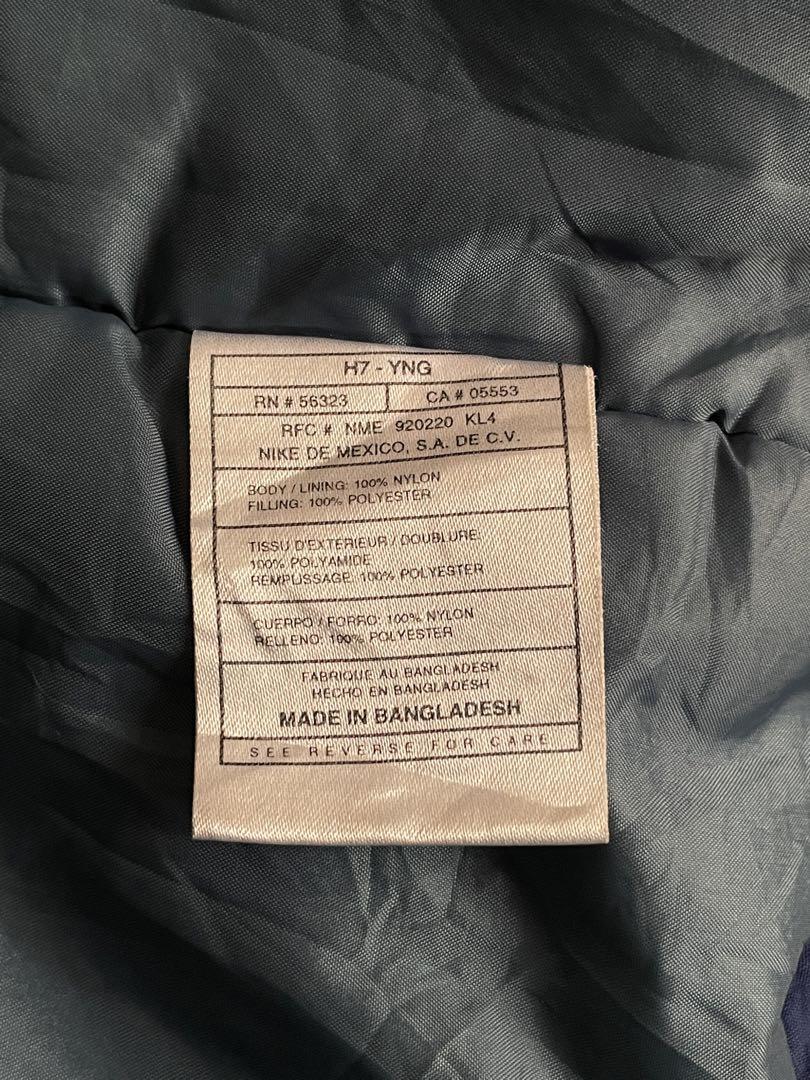 H7 - YNG
RN # 56323 CA # 05553
RFC # NME 920220 KL4
NIKE DE MEXICO, S.A. DE C.V.
BODY / LINING: 100% NYLON
FILLING: 100% POLYESTER
TISSU D'EXTERIEUR / DOUBLURE:
100% POLYAMIDE
REMPLISSAGE: 100% POLYESTER
CUERPO / FORRO: 100% NYLON
RELLENO: 100% POLYESTER
FABRIQUE AU BANGLADESH
HECHO EN BANGLADESH
MADE IN BANGLADESH
SEE REVERSE FOR CARE